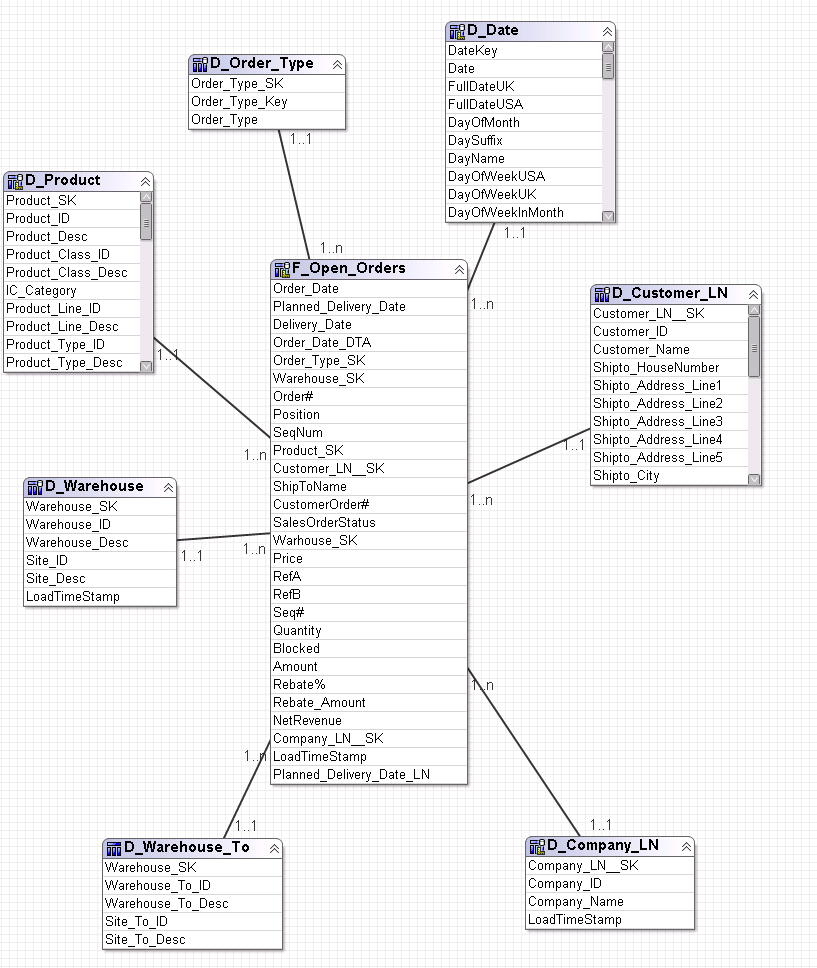 D_Date
DateKey
Date
FullDateUK
FullDateUSA
DayOfMonth
DaySuffix
DayName
DayOfWeekUSA
DayOfWeekUK
DayOfWeekInMonth
1..1
1..n
D_Order_Type
Order_Type_SK
Order_Type_Key
Order_Type
1..1
1..n
D_Product
Product_SK
Product_ID
Product_Desc
Product_Class_ID
Product_Class_Desc
IC_Category
Product_Line_ID
Product_Line_Desc
Product_Type_ID
Product_Type_Desc
1..1
1..n
F_Open_Orders
Order_Date
Planned_Delivery_Date
Delivery_Date
Order_Date_DTA
Order_Type_SK
Warehouse_SK
Order#
Position
SeqNum
Product_SK
Customer_LN__SK
ShipToName
CustomerOrder#
SalesOrderStatus
Warhouse_SK
Price
RefA
RefB
Seq#
Quantity
Blocked
Amount
Rebate%
Rebate_Amount
NetRevenue
Company_LN__SK
LoadTimeStamp
Planned_Delivery_Date_LN
D_Customer_LN
Customer_LN__SK
Customer_ID
Customer_Name
Shipto_HouseNumber
Shipto_Address_Line1
Shipto_Address_Line2
Shipto_Address_Line3
Shipto_Address_Line4
Shipto_Address_Line5
Shipto_City
1..1
1..n
D_Warehouse
Warehouse_SK
Warehouse_ID
Warehouse_Desc
Site_ID
Site_Desc
LoadTimeStamp
1..1
1..n
1..n
1..n
1..1
1..1
D_Warehouse_To
Warehouse_SK
Warehouse_To_ID
Warehouse_To_Desc
Site_To_ID
Site_To_Desc
D_Company_LN
Company_LN__SK
Company_ID
Company_Name
LoadTimeStamp